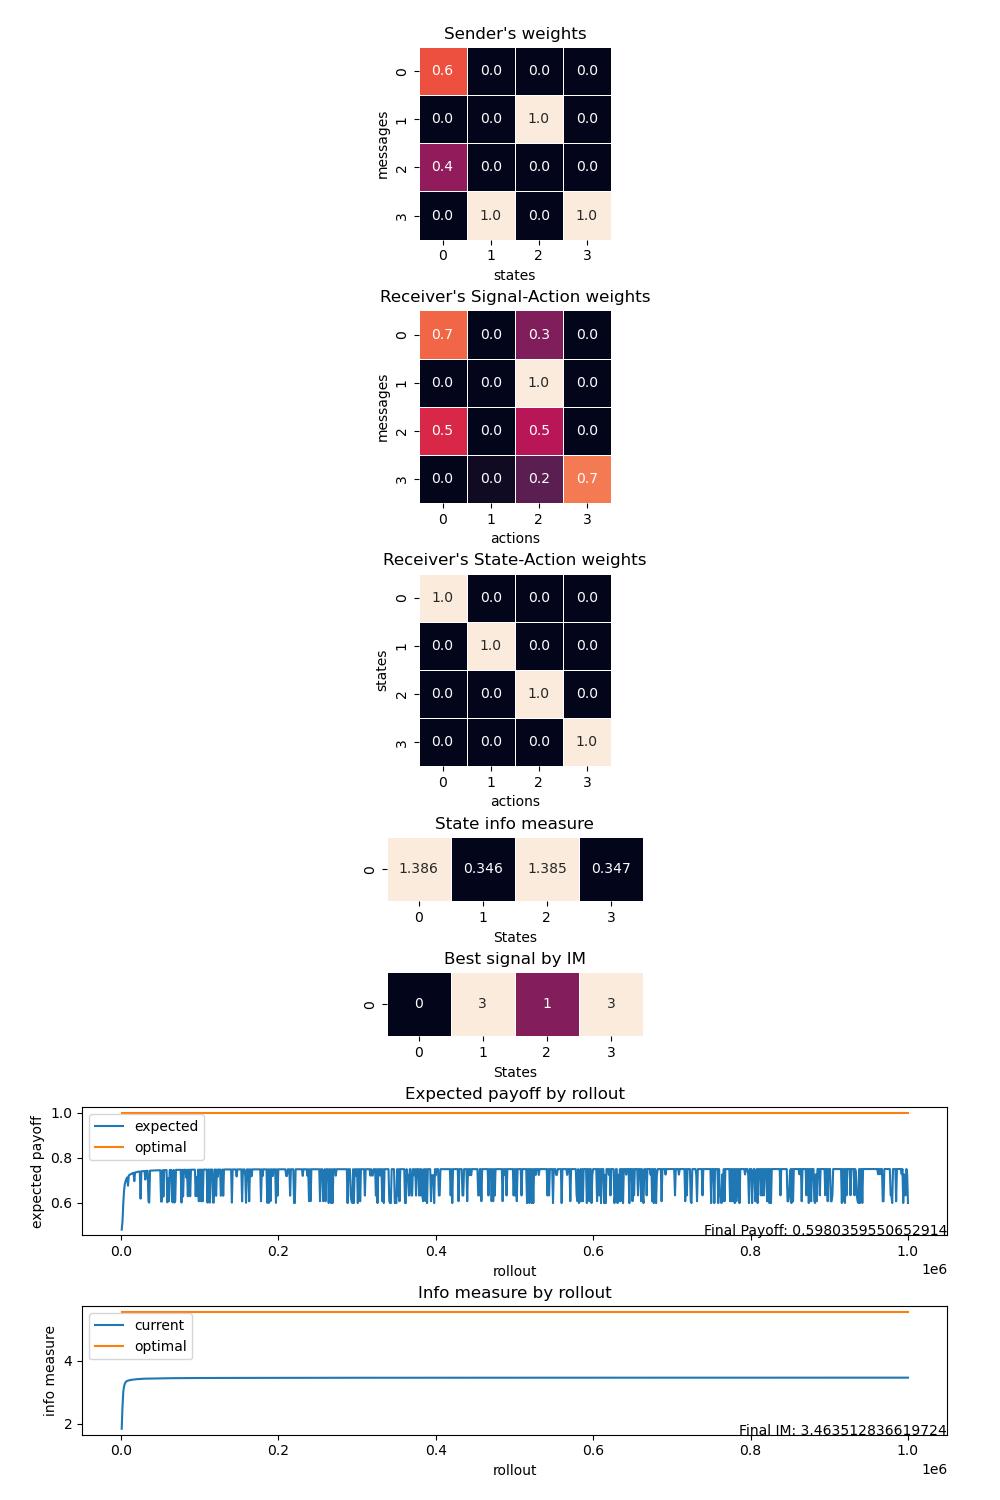 Sender's weights
messages
0 0.6 0.0 0.0 0.0
1 0.0 0.0 1.0 0.0
2 0.4 0.0 0.0 0.0
3 0.0 1.0 0.0 1.0
0 1 2 3
states
Receiver's Signal-Action weights
messages
0 0.7 0.0 0.3 0.0
1 0.0 0.0 1.0 0.0
2 0.5 0.0 0.5 0.0
3 0.0 0.0 0.2 0.7
0 1 2 3
actions
Receiver's State-Action weights
states
0 1.0 0.0 0.0 0.0
1 0.0 1.0 0.0 0.0
2 0.0 0.0 1.0 0.0
3 0.0 0.0 0.0 1.0
0 1 2 3
actions
State info measure
0 1.386 0.346 1.385 0.347
0 1 2 3
States
Best signal by IM
0 0 3 1 3
0 1 2 3
States
Expected payoff by rollout
expected payoff
1.0
0.8
0.6
expected
optimal
Final Payoff: 0.5980359550652914
0.0 0.2 0.4 0.6 0.8 1.0
1e6
rollout
Info measure by rollout
info measure
4
2
current
optimal
Final IM: 3.463512836619724
0.0 0.2 0.4 0.6 0.8 1.0
1e6
rollout